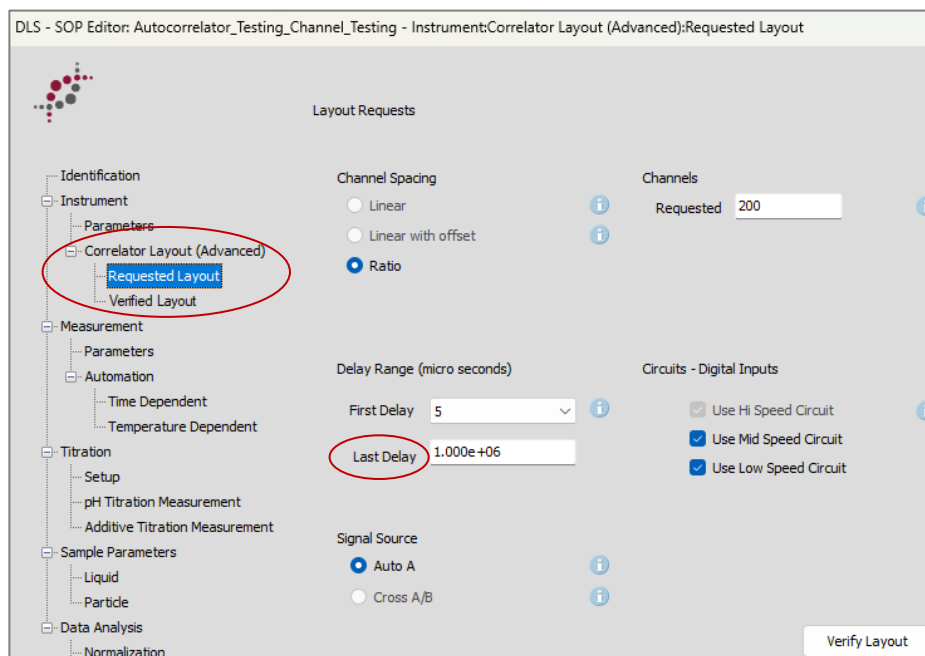 DLS - SOP Editor: Autocorrelator_Testing_Channel_Testing - Instrument:Correlator Layout (Advanced):Requested Layout
Layout Requests
Identification
Instrument
Parameters
Correlator Layout (Advanced)
Requested Layout
Verified Layout
Measurement
Parameters
Automation
Time Dependent
Temperature Dependent
Titration
Setup
pH Titration Measurement
Additive Titration Measurement
Sample Parameters
Liquid
Particle
Data Analysis
Normalization
Channel Spacing
Linear
Linear with offset
Ratio
Channels
Requested 200
Delay Range (micro seconds)
First Delay 5
Last Delay 1.000e+06
Circuits - Digital Inputs
Use Hi Speed Circuit
Use Mid Speed Circuit
Use Low Speed Circuit
Signal Source
Auto A
Cross A/B
Verify Layout